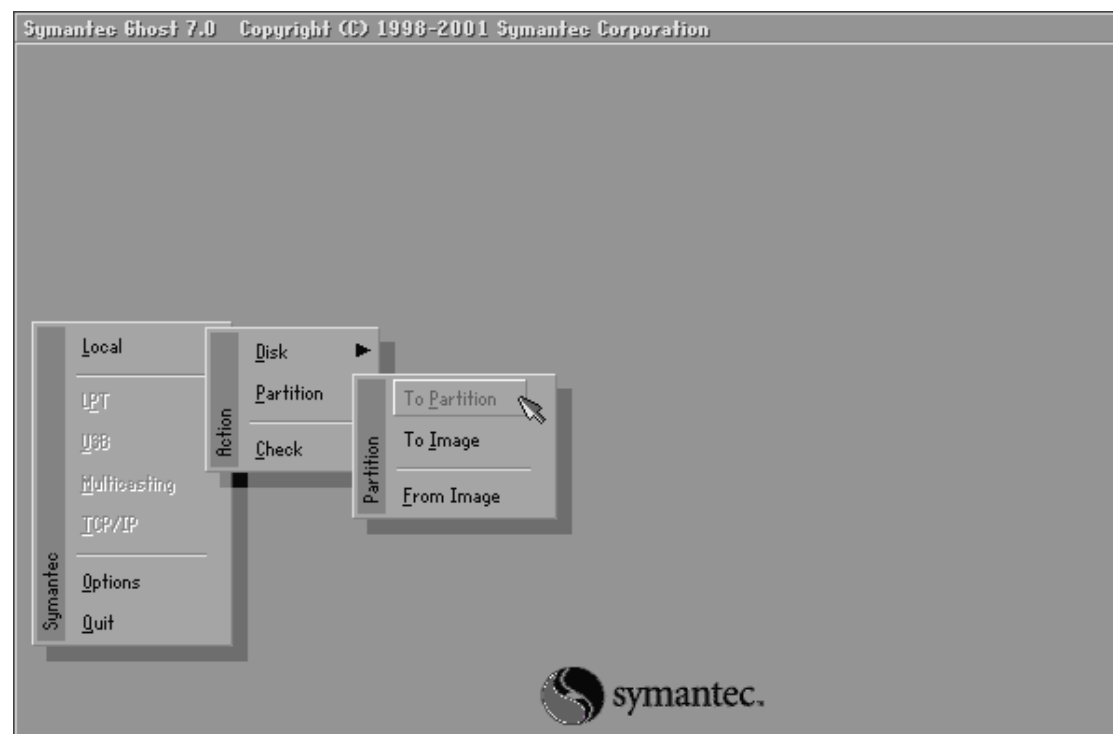 Symantec Ghost 7.0 Copyright (C) 1998-2001 Symantec Corporation
Symantec
Local
LPT
USB
Multicasting
TCP/IP
Options
Quit
Action
Disk
Partition
Check
Partition
To Partition
To Image
From Image
symantec.